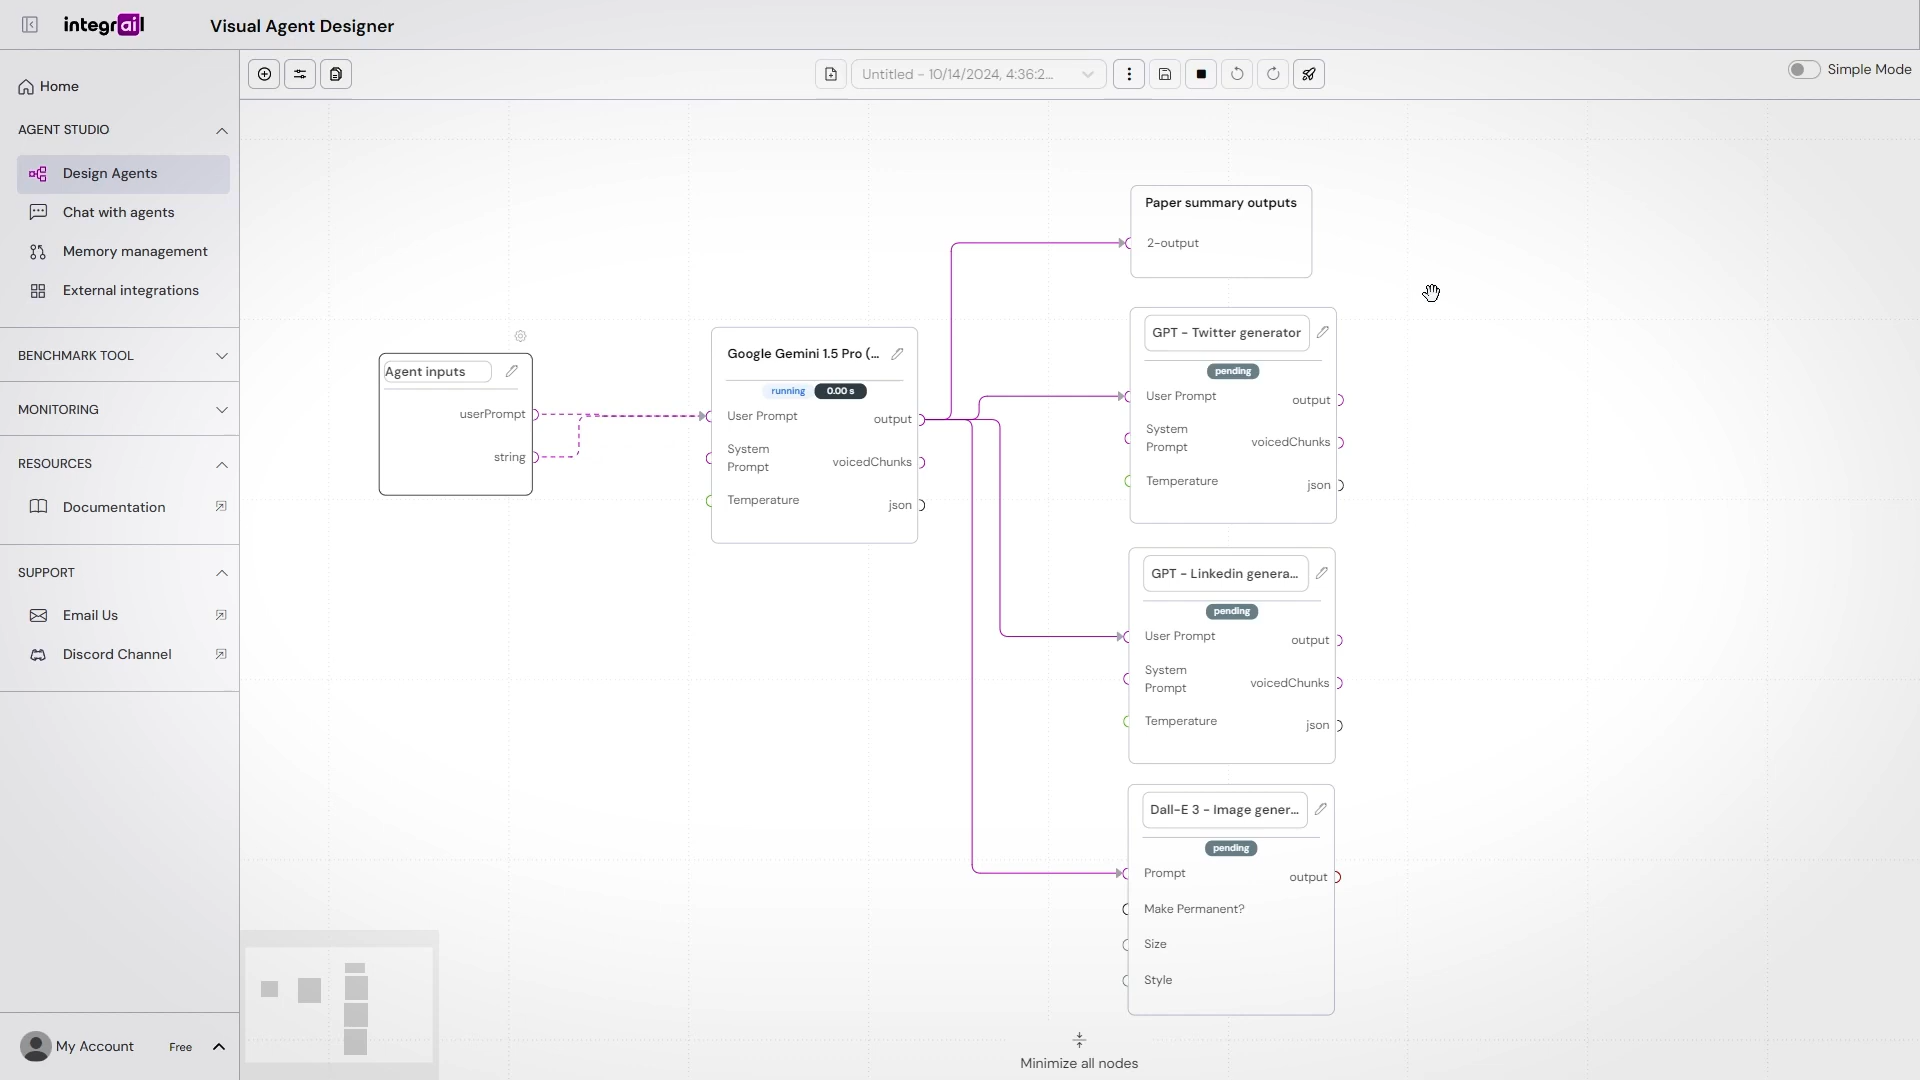 integrail
Visual Agent Designer
Untitled - 10/14/2024, 4:36:2...
Simple Mode
Home
AGENT STUDIO
Design Agents
Chat with agents
Memory management
External integrations
BENCHMARK TOOL
MONITORING
RESOURCES
Documentation
SUPPORT
Email Us
Discord Channel
My Account
Free
Agent inputs
userPrompt
string
Google Gemini 1.5 Pro (...
running
0.00 s
User Prompt
output
System
Prompt
voicedChunks
Temperature
json
Paper summary outputs
2-output
GPT - Twitter generator
pending
User Prompt
output
System
Prompt
voicedChunks
Temperature
json
GPT - Linkedin genera...
pending
User Prompt
output
System
Prompt
voicedChunks
Temperature
json
Dall-E 3 - Image gener...
pending
Prompt
output
Make Permanent?
Size
Style
Minimize all nodes